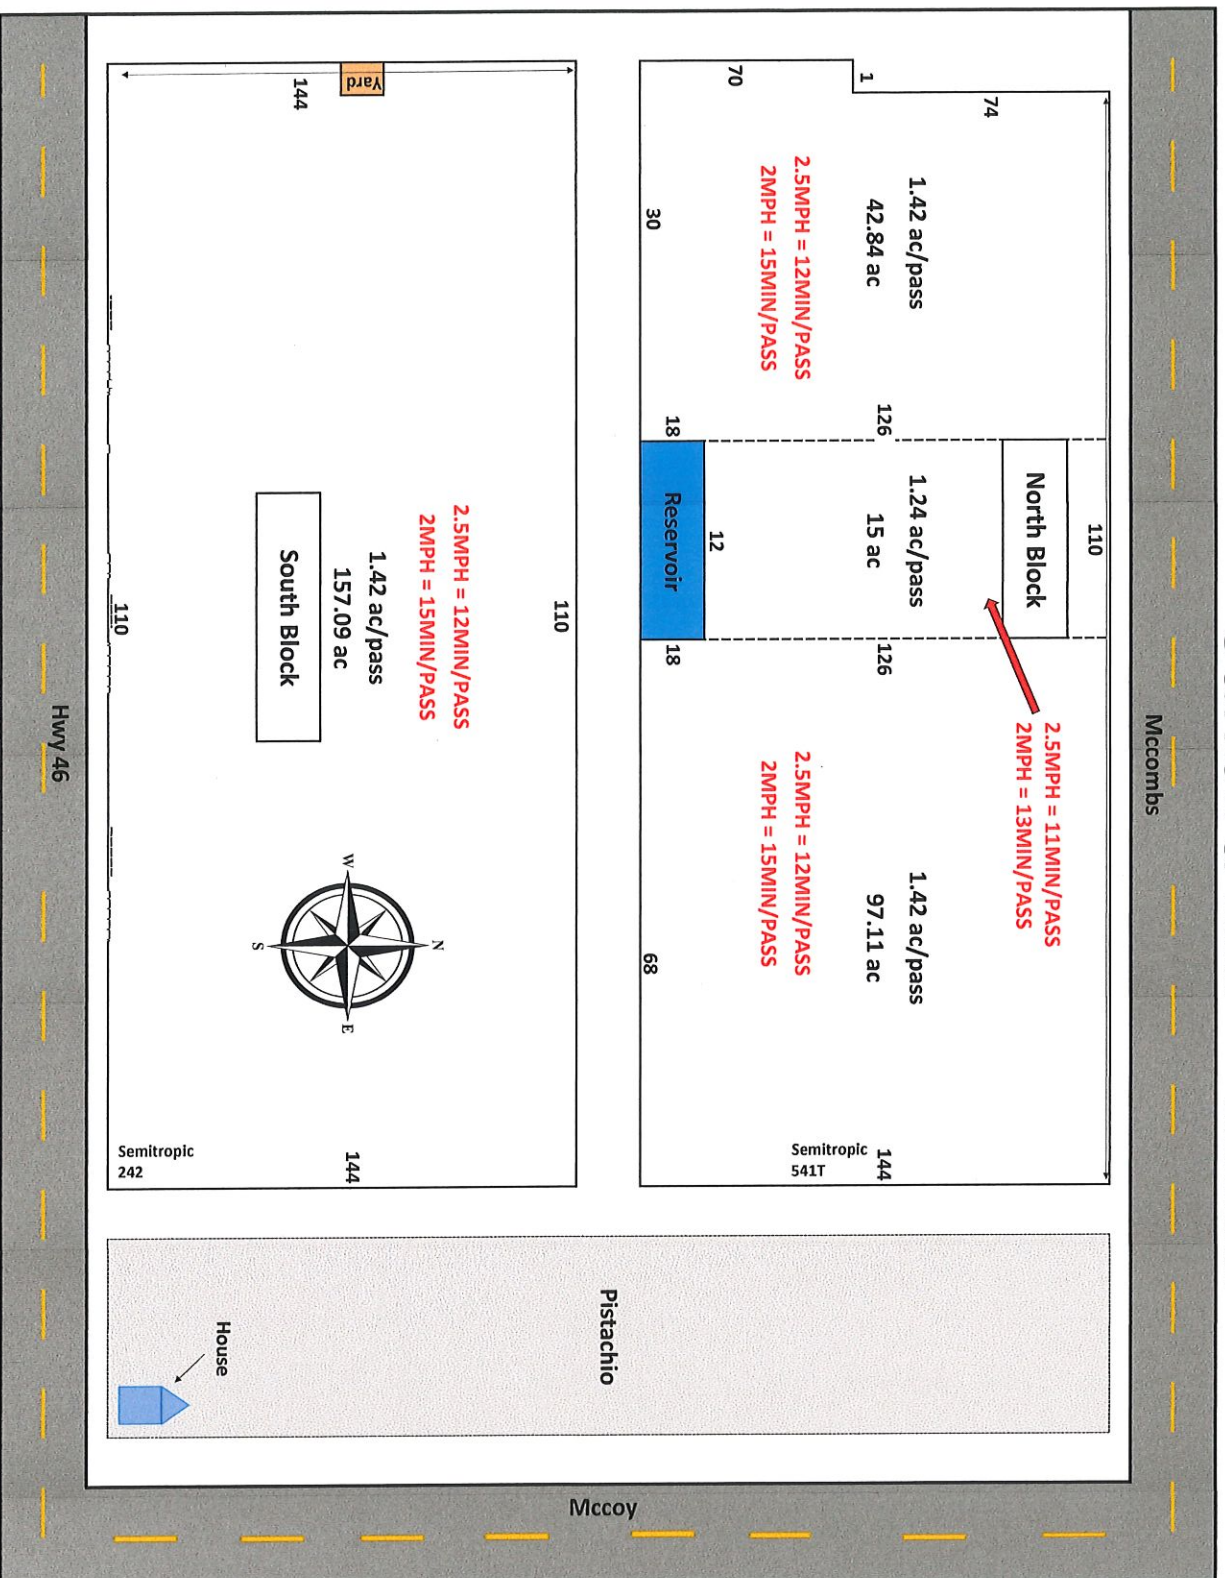 Mccombs
110
North Block
1
74
70
1.42 ac/pass
42.84 ac
2.5MPH = 12MIN/PASS
2MPH = 15MIN/PASS
30
126
18
1.24 ac/pass
15 ac
12
Reservoir
126
18
2.5MPH = 11MIN/PASS
2MPH = 13MIN/PASS
1.42 ac/pass
97.11 ac
2.5MPH = 12MIN/PASS
2MPH = 15MIN/PASS
68
144
Semitropic
541T
Yard
144
110
2.5MPH = 12MIN/PASS
2MPH = 15MIN/PASS
1.42 ac/pass
157.09 ac
South Block
110
N
W
E
S
144
Semitropic
242
Pistachio
House
Mccoy
Hwy 46